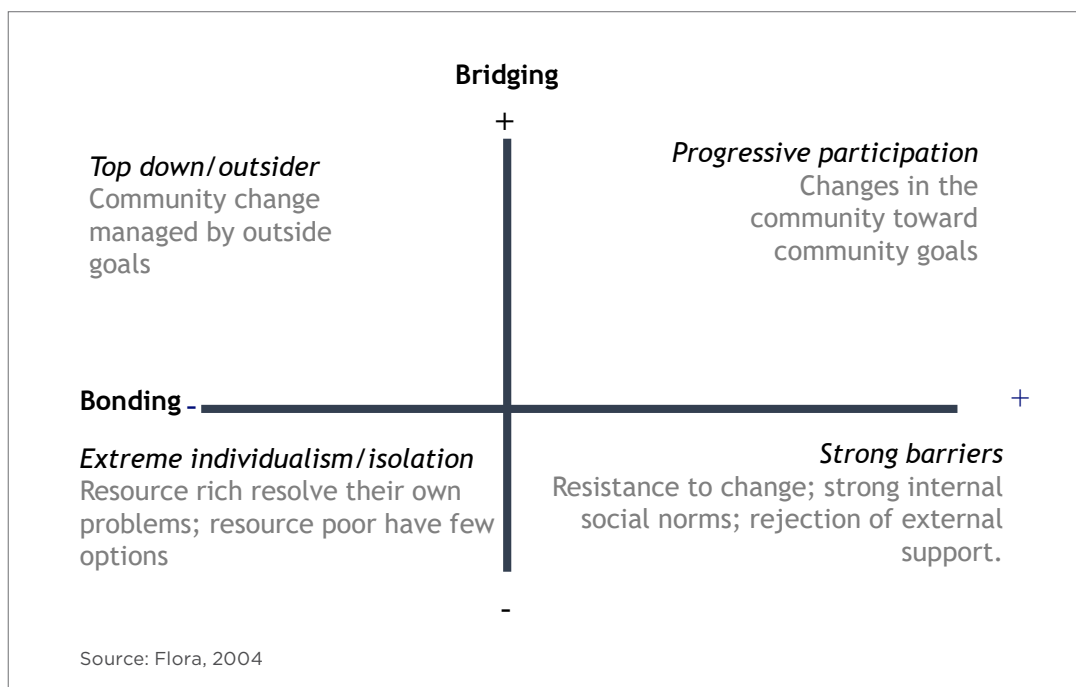 Bridging
+
Top down/outsider
Community change
managed by outside
goals
Progressive participation
Changes in the
community toward
community goals
Bonding -
+
Extreme individualism/isolation
Resource rich resolve their own
problems; resource poor have few
options
Strong barriers
Resistance to change; strong internal
social norms; rejection of external
support.
-
Source: Flora, 2004